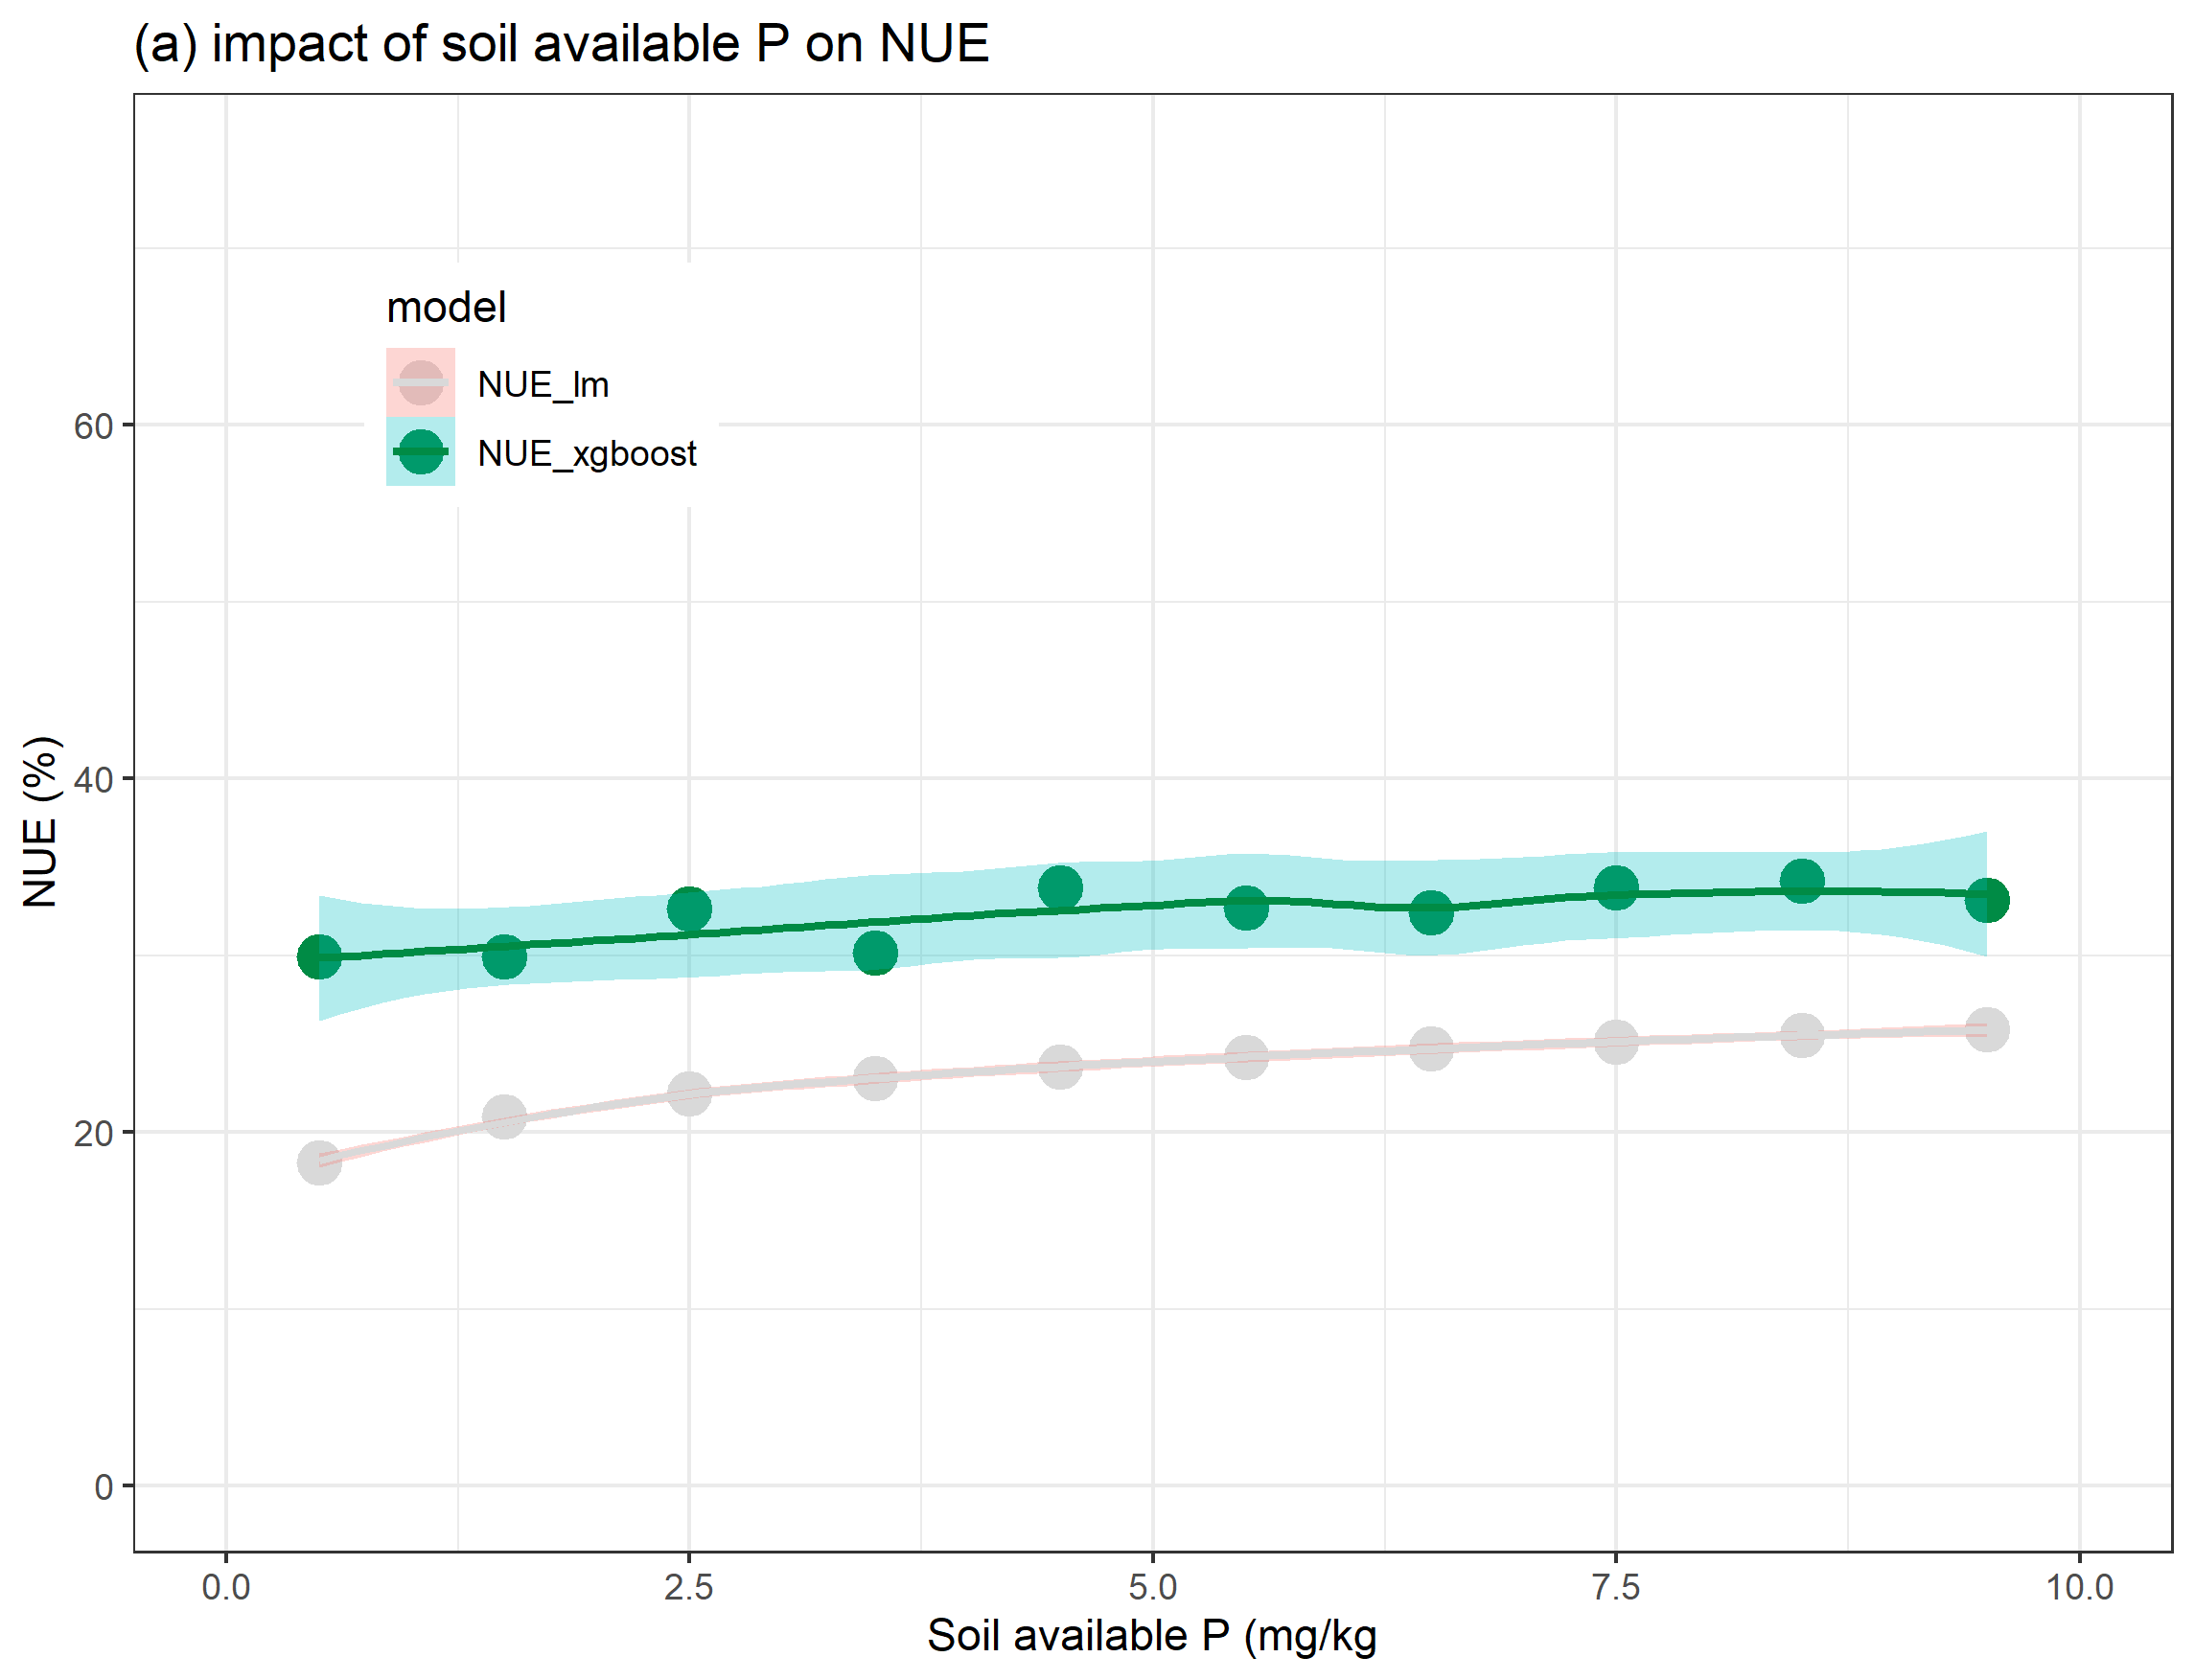 (a) impact of soil available P on NUE
model
NUE_lm
NUE_xgboost
NUE (%)
60
40
20
0
0.0
2.5
5.0
7.5
10.0
Soil available P (mg/kg